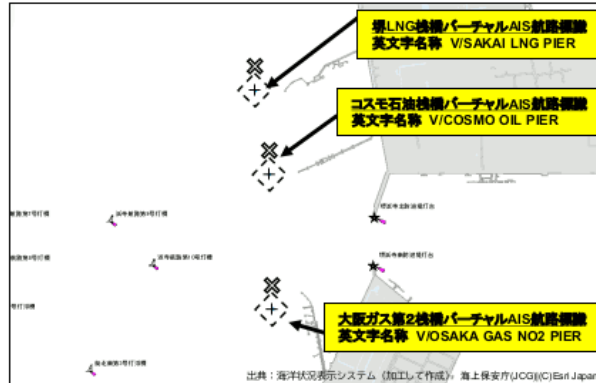 堺LNG桟橋バーチャルAIS航路標識
英文字名称 V/SAKAI LNG PIER
コスモ石油桟橋バーチャルAIS航路標識
英文字名称 V/COSMO OIL PIER
大阪ガス第2桟橋バーチャルAIS航路標識
英文字名称 V/OSAKA GAS NO2 PIER
出典：海洋状況表示システム（加工して作成）、海上保安庁(JCG)(C)Esri Japan